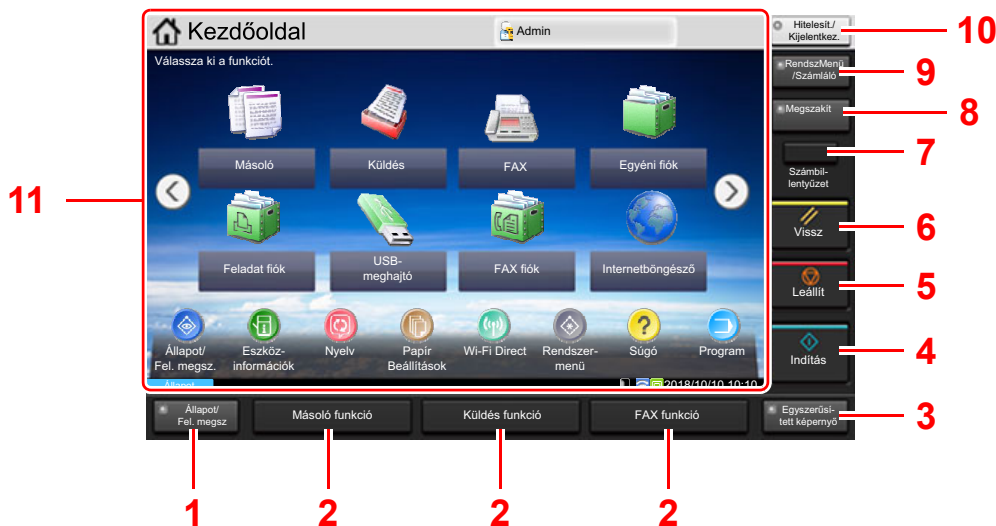 Kezdőoldal
Admin
Válassza ki a funkciót.
Másoló
Küldés
FAX
Egyéni fiók
Feladat fiók
USB-
meghajtó
FAX fiók
Internetböngésző
Állapot/
Fel. megsz.
Eszköz-
információk
Nyelv
Papír
Beállítások
Wi-Fi Direct
Rendszer-
menü
Súgó
Program
Állapot
2018/10/10 10:10
Hitelesít./
Kijelentkez.
10
RendszMenü
/Számláló
9
Megszakít
8
7
Számbil-
lentyűzet
11
Vissz
6
Leállít
5
Indítás
4
Állapot/
Fel. megsz
Másoló funkció
Küldés funkció
FAX funkció
Egyszerűsí-
tett képernyő
3
1
2
2
2